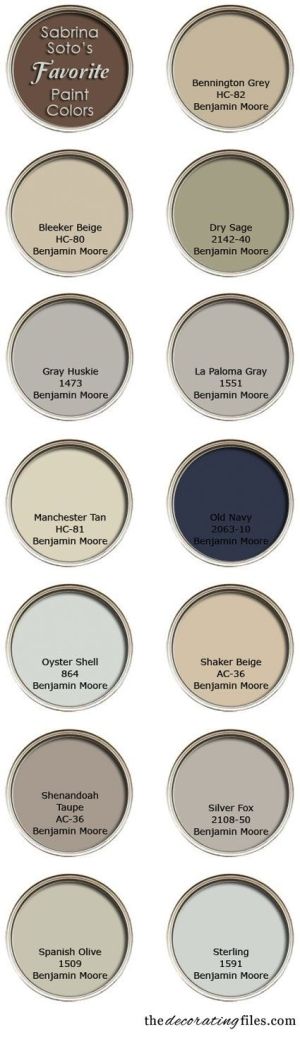 Sabrina
Soto's
Favorite
Paint
Colors
Bennington Grey
HC-82
Benjamin Moore
Bleeker Beige
HC-80
Benjamin Moore
Dry Sage
2142-40
Benjamin Moore
Gray Huskie
1473
Benjamin Moore
La Paloma Gray
1551
Benjamin Moore
Manchester Tan
HC-81
Benjamin Moore
Old Navy
2063-10
Benjamin Moore
Oyster Shell
864
Benjamin Moore
Shaker Beige
AC-36
Benjamin Moore
Shenandoah
Taupe
AC-36
Benjamin Moore
Silver Fox
2108-50
Benjamin Moore
Spanish Olive
1509
Benjamin Moore
Sterling
1591
Benjamin Moore
thedecoratingfiles.com